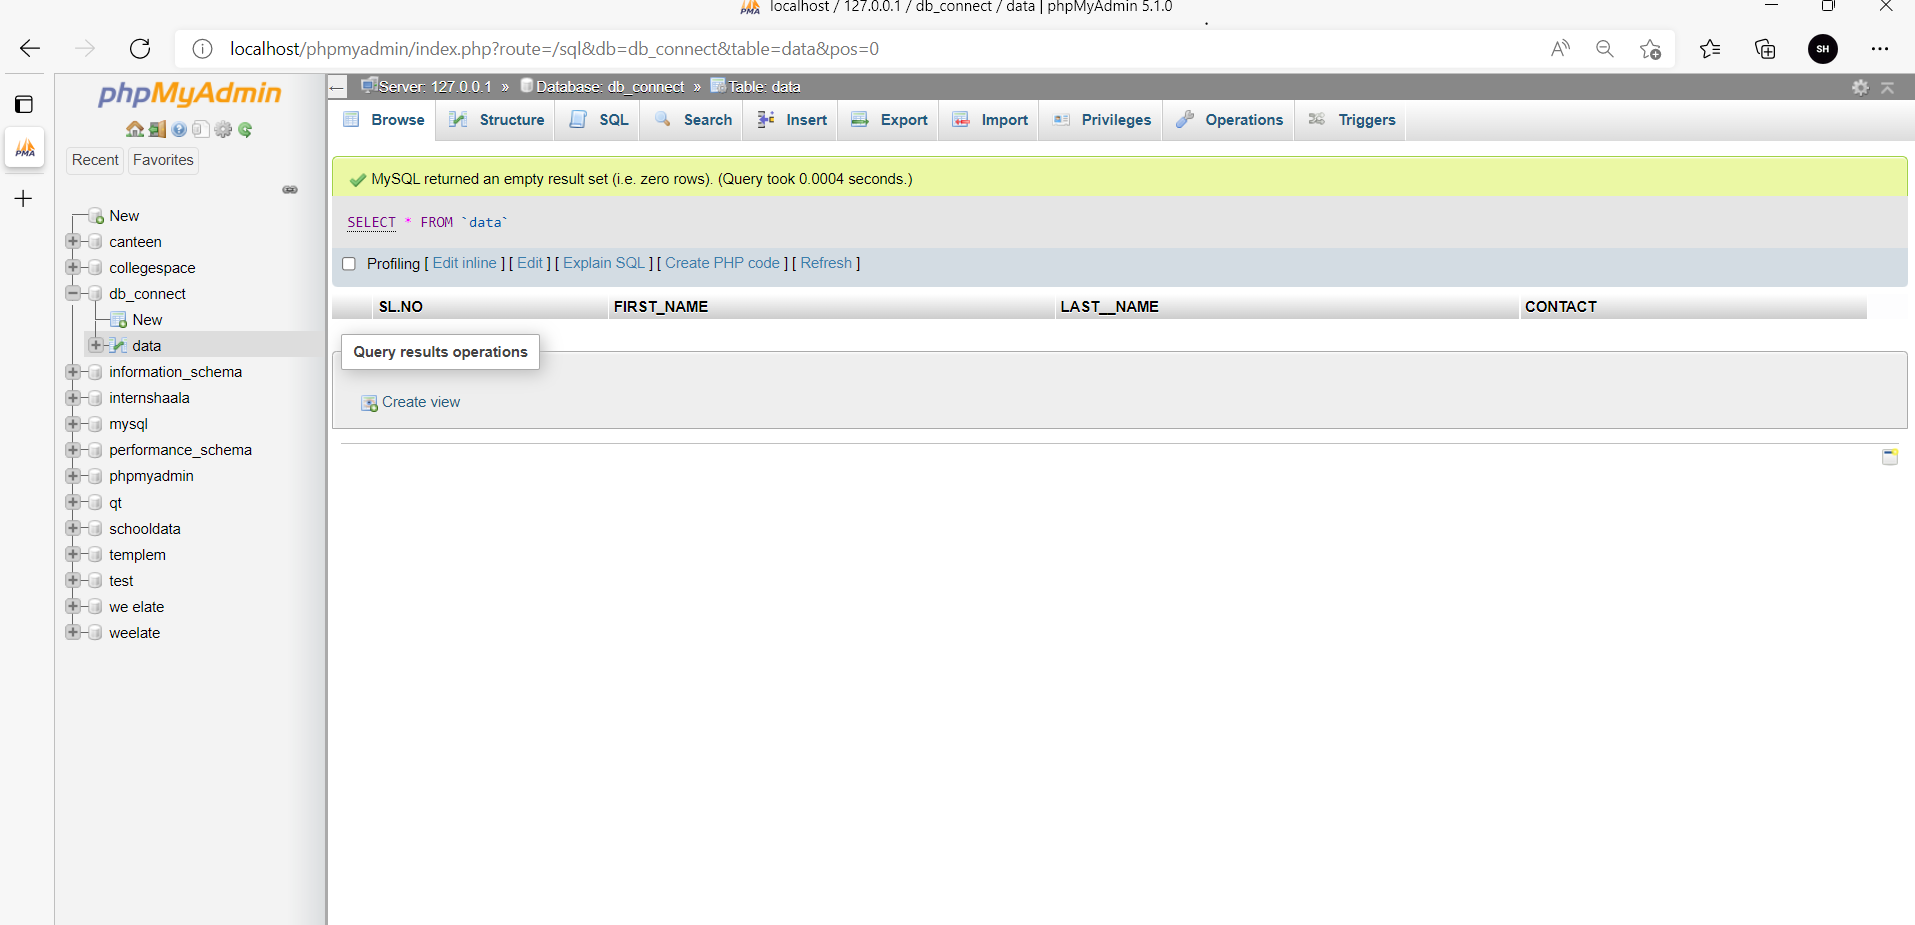 localhost / 127.0.0.1 / db_connect / data | phpMyAdmin 5.1.0
localhost/phpmyadmin/index.php?route=/sql&db=db_connect&table=data&pos=0
SH
phpMyAdmin
PMA
Recent
Favorites
New
canteen
collegespace
db_connect
New
data
information_schema
internshaala
mysql
performance_schema
phpmyadmin
qt
schooldata
templem
test
we elate
weelate
Server: 127.0.0.1 » Database: db_connect » Table: data
Browse Structure SQL Search Insert Export Import Privileges Operations Triggers
MySQL returned an empty result set (i.e. zero rows). (Query took 0.0004 seconds.)
SELECT * FROM `data`
Profiling [ Edit inline ] [ Edit ] [ Explain SQL ] [ Create PHP code ] [ Refresh ]
SL.NO FIRST_NAME LAST__NAME CONTACT
Query results operations
Create view